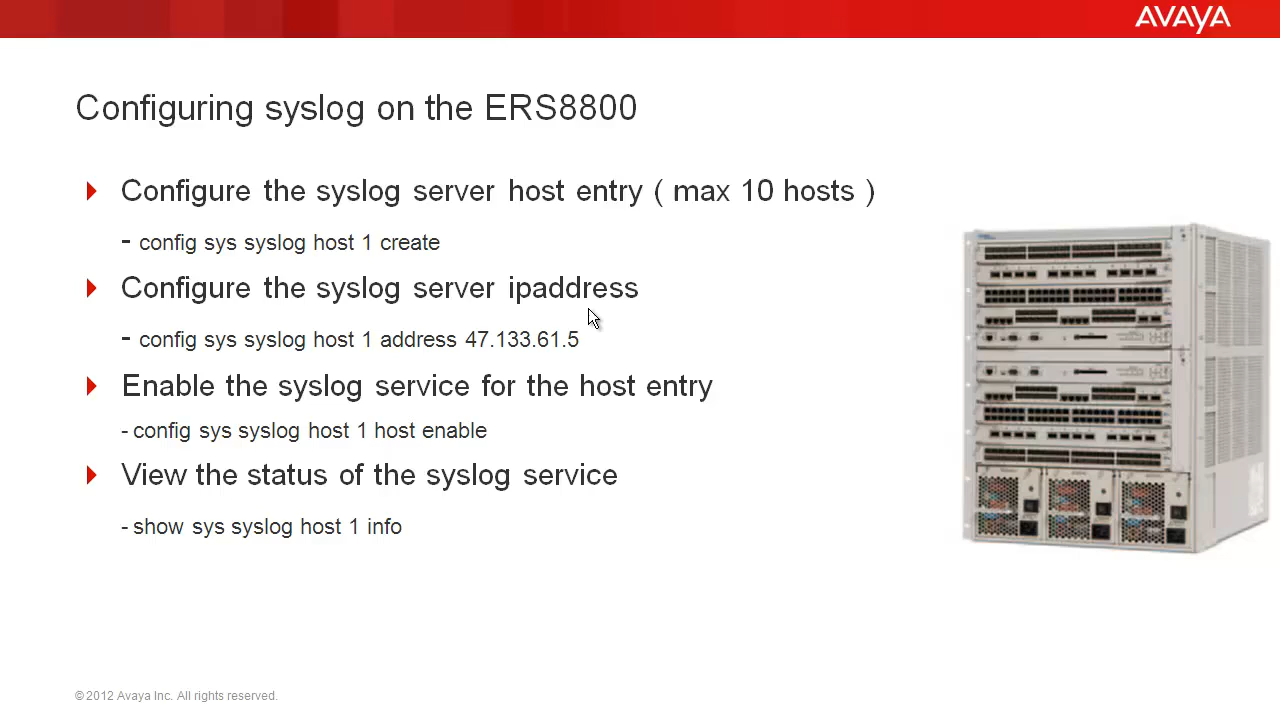 AVAYA
Configuring syslog on the ERS8800
Configure the syslog server host entry ( max 10 hosts )
- config sys syslog host 1 create
Configure the syslog server ipaddress
- config sys syslog host 1 address 47.133.61.5
Enable the syslog service for the host entry
- config sys syslog host 1 host enable
View the status of the syslog service
- show sys syslog host 1 info
© 2012 Avaya Inc. All rights reserved.